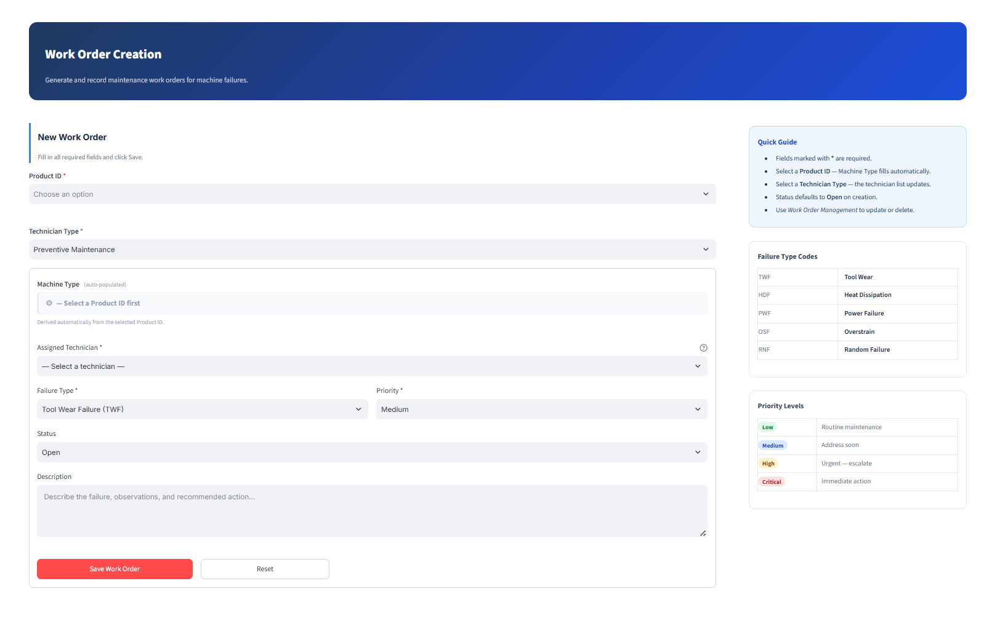 Work Order Creation
Generate and record maintenance work orders for machine failures.
New Work Order
Fill in all required fields and click Save.
Product ID *
Choose an option
Technician Type *
Preventive Maintenance
Machine Type (auto-populated)
⚙ — Select a Product ID first
Derived automatically from the selected Product ID.
Assigned Technician *
— Select a technician —
Failure Type *
Tool Wear Failure (TWF)
Priority *
Medium
Status
Open
Description
Describe the failure, observations, and recommended action...
Save Work Order
Reset
Quick Guide
• Fields marked with * are required.
• Select a Product ID — Machine Type fills automatically.
• Select a Technician Type — the technician list updates.
• Status defaults to Open on creation.
• Use Work Order Management to update or delete.
Failure Type Codes
TWF Tool Wear
HDF Heat Dissipation
PWF Power Failure
OSF Overstrain
RNF Random Failure
Priority Levels
Low Routine maintenance
Medium Address soon
High Urgent — escalate
Critical Immediate action